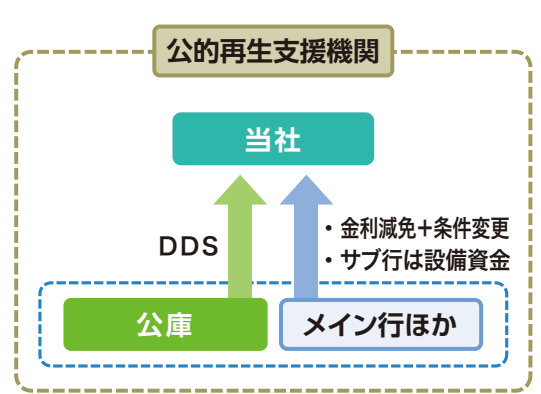 公的再生支援機関
当社
DDS
・金利減免＋条件変更
・サブ行は設備資金
公庫
メイン行ほか